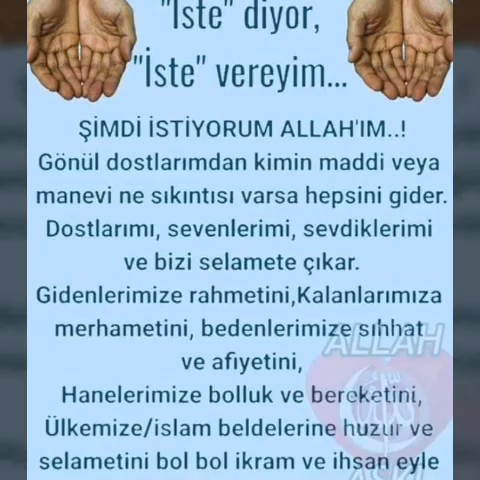 "İste" diyor,
"İste" vereyim...
ŞİMDİ İSTİYORUM ALLAH'IM..!
Gönül dostlarımdan kimin maddi veya
manevi ne sıkıntısı varsa hepsini gider.
Dostlarımı, sevenlerimi, sevdiklerimi
ve bizi selamete çıkar.
Gidenlerimize rahmetini,Kalanlarımıza
merhametini, bedenlerimize sıhhat
ve afiyetini,
Hanelerimize bolluk ve bereketini,
Ülkemize/islam beldelerine huzur ve
selametini bol bol ikram ve ihsan eyle
ALLAH